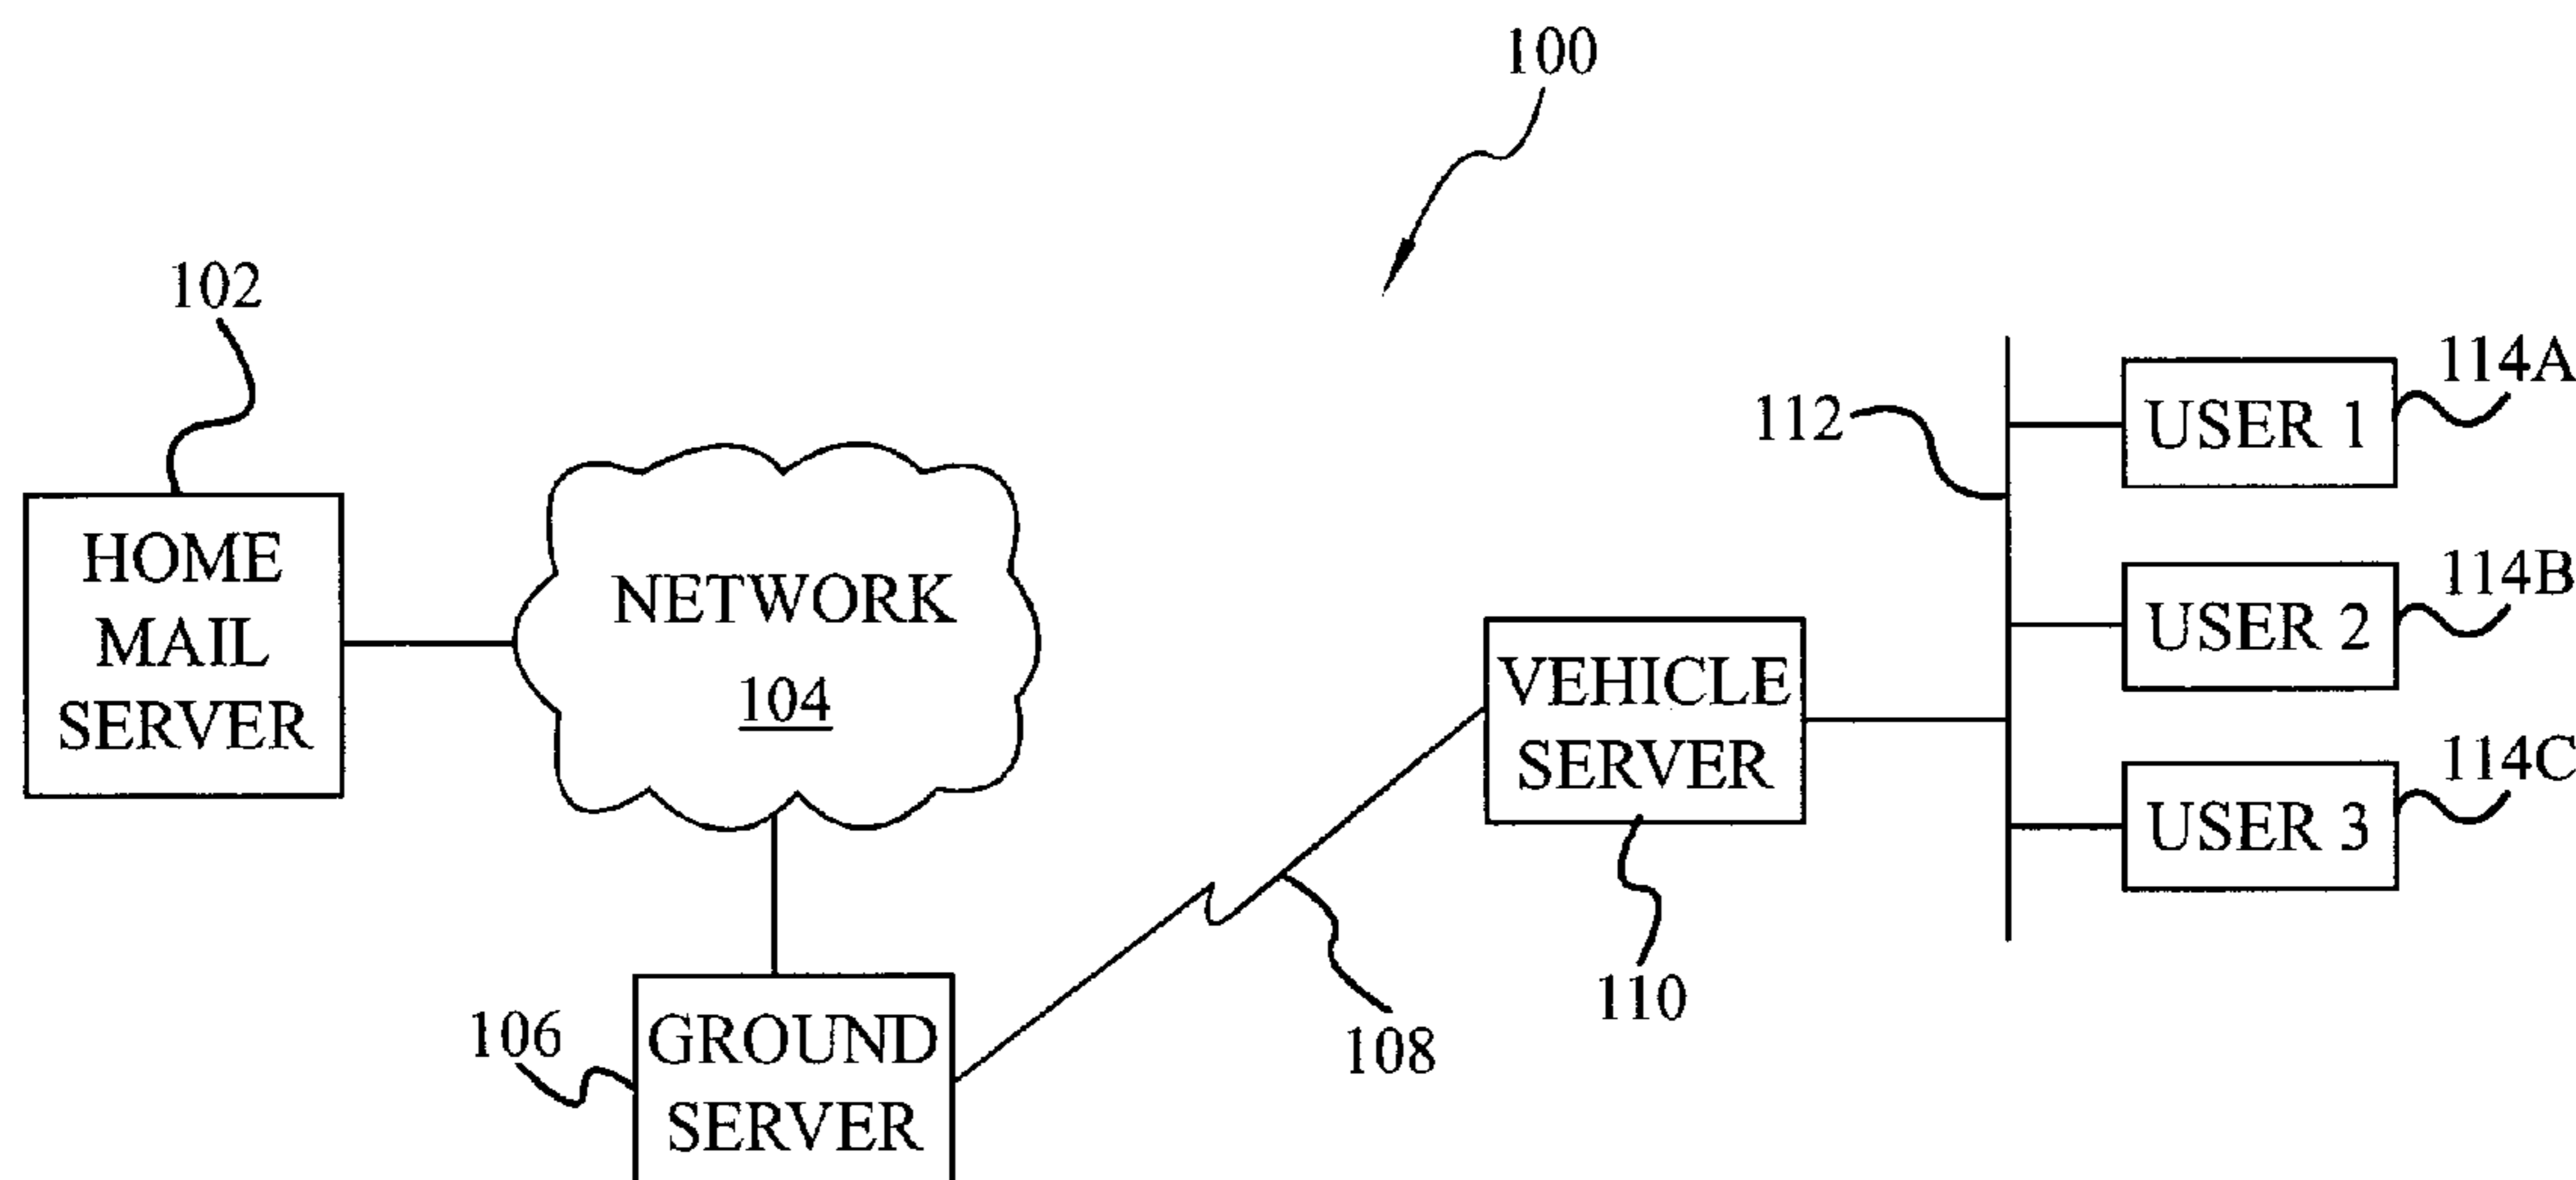 100
102
HOME
MAIL
SERVER
NETWORK
104
106
GROUND
SERVER
108
VEHICLE
SERVER
110
112
USER 1
114A
USER 2
114B
USER 3
114C